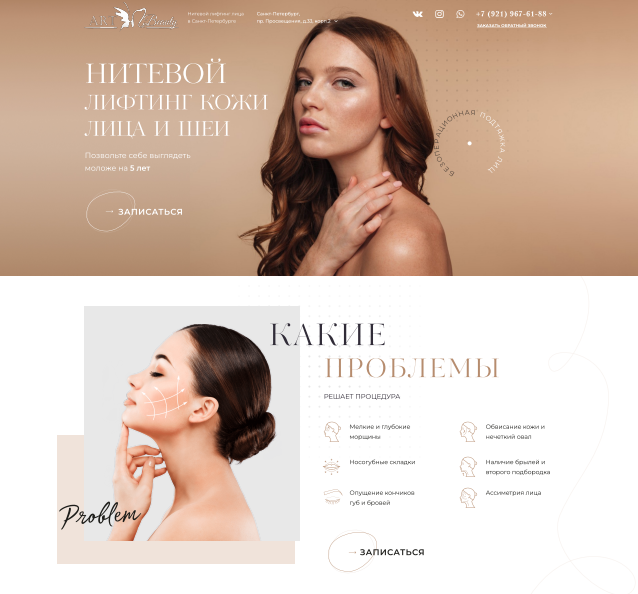 Beauty
Нитевой лифтинг лица
в Санкт-Петербурге
Санкт-Петербург,
пр. Просвещения, д.33, корп.2
+7 (921) 967-61-88
ЗАКАЗАТЬ ОБРАТНЫЙ ЗВОНОК
НИТЕВОЙ
ЛИФТИНГ КОЖИ
ЛИЦА И ШЕИ
Позвольте себе выглядеть
моложе на 5 лет
→ ЗАПИСАТЬСЯ
БЕЗОПЕРАЦИОННАЯ ПОДТЯЖКА ЛИЦ
КАКИЕ
ПРОБЛЕМЫ
РЕШАЕТ ПРОЦЕДУРА
Мелкие и глубокие
морщины
Обвисание кожи и
нечеткий овал
Носогубные складки
Наличие брылей и
второго подбородка
Опущение кончиков
губ и бровей
Ассиметрия лица
Problem
→ ЗАПИСАТЬСЯ